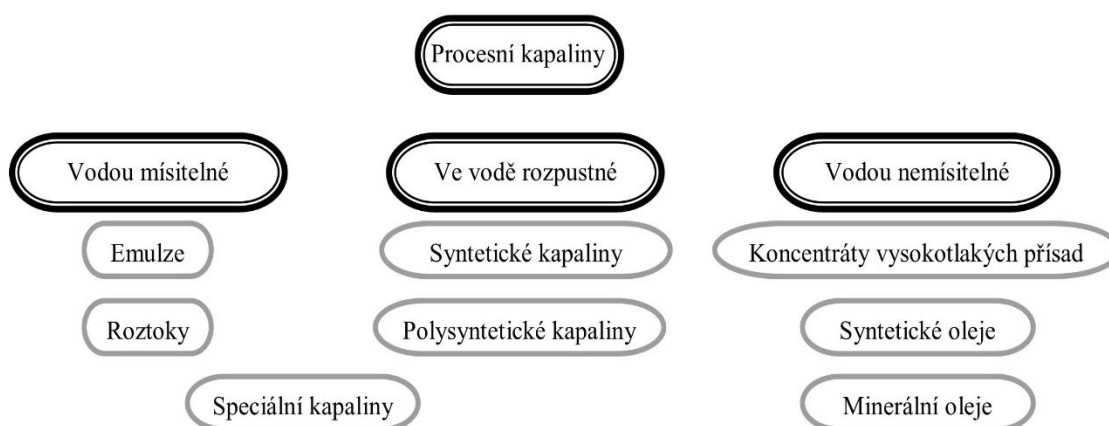 Procesní kapaliny
Vodou mísitelné
Ve vodě rozpustné
Vodou nemísitelné
Emulze
Syntetické kapaliny
Koncentráty vysokotlakých přísad
Roztoky
Polysyntetické kapaliny
Syntetické oleje
Speciální kapaliny
Minerální oleje